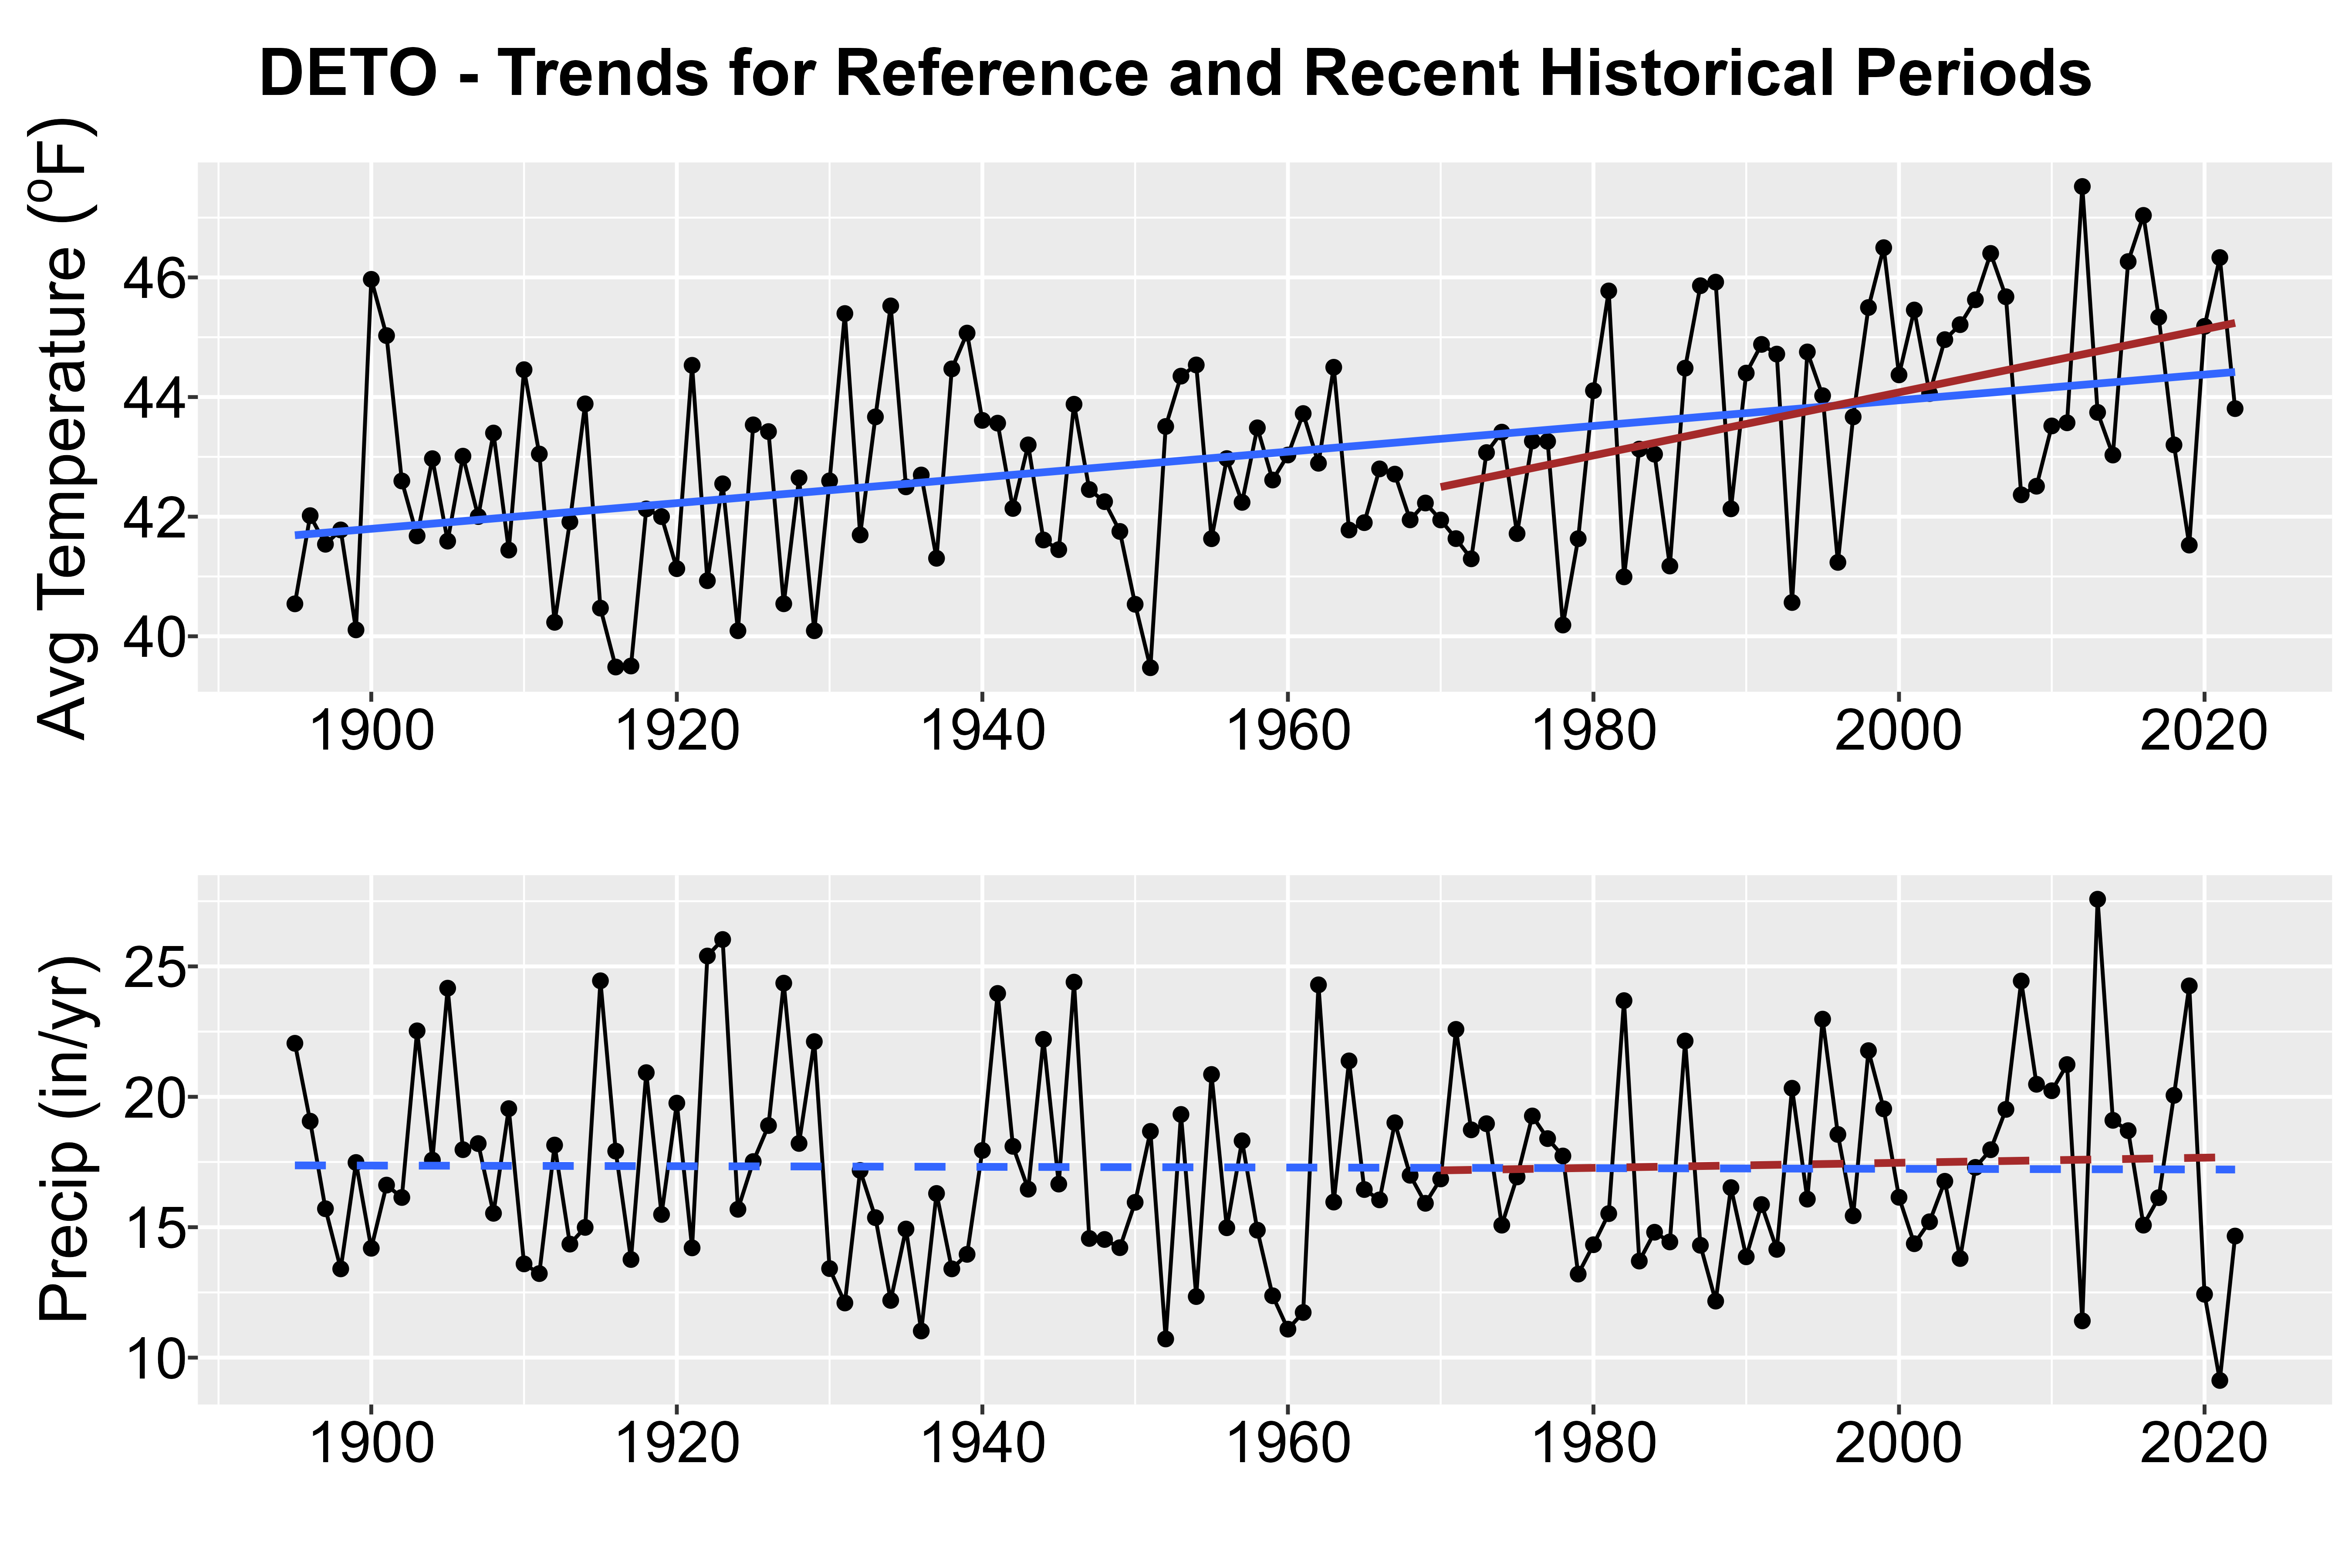 DETO - Trends for Reference and Recent Historical Periods
Avg Temperature (ºF)
46
44
42
40
1900 1920 1940 1960 1980 2000 2020
Precip (in/yr)
25
20
15
10
1900 1920 1940 1960 1980 2000 2020